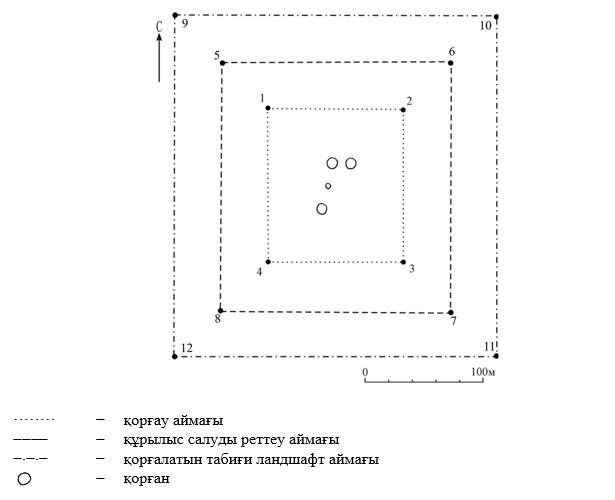 С
9
10
5
6
1
2
4
3
8
7
12
11
0 100м
– қорғау аймағы
– құрылыс салуды реттеу аймағы
– қорғалатын табиғи ландшафт аймағы
– қорған